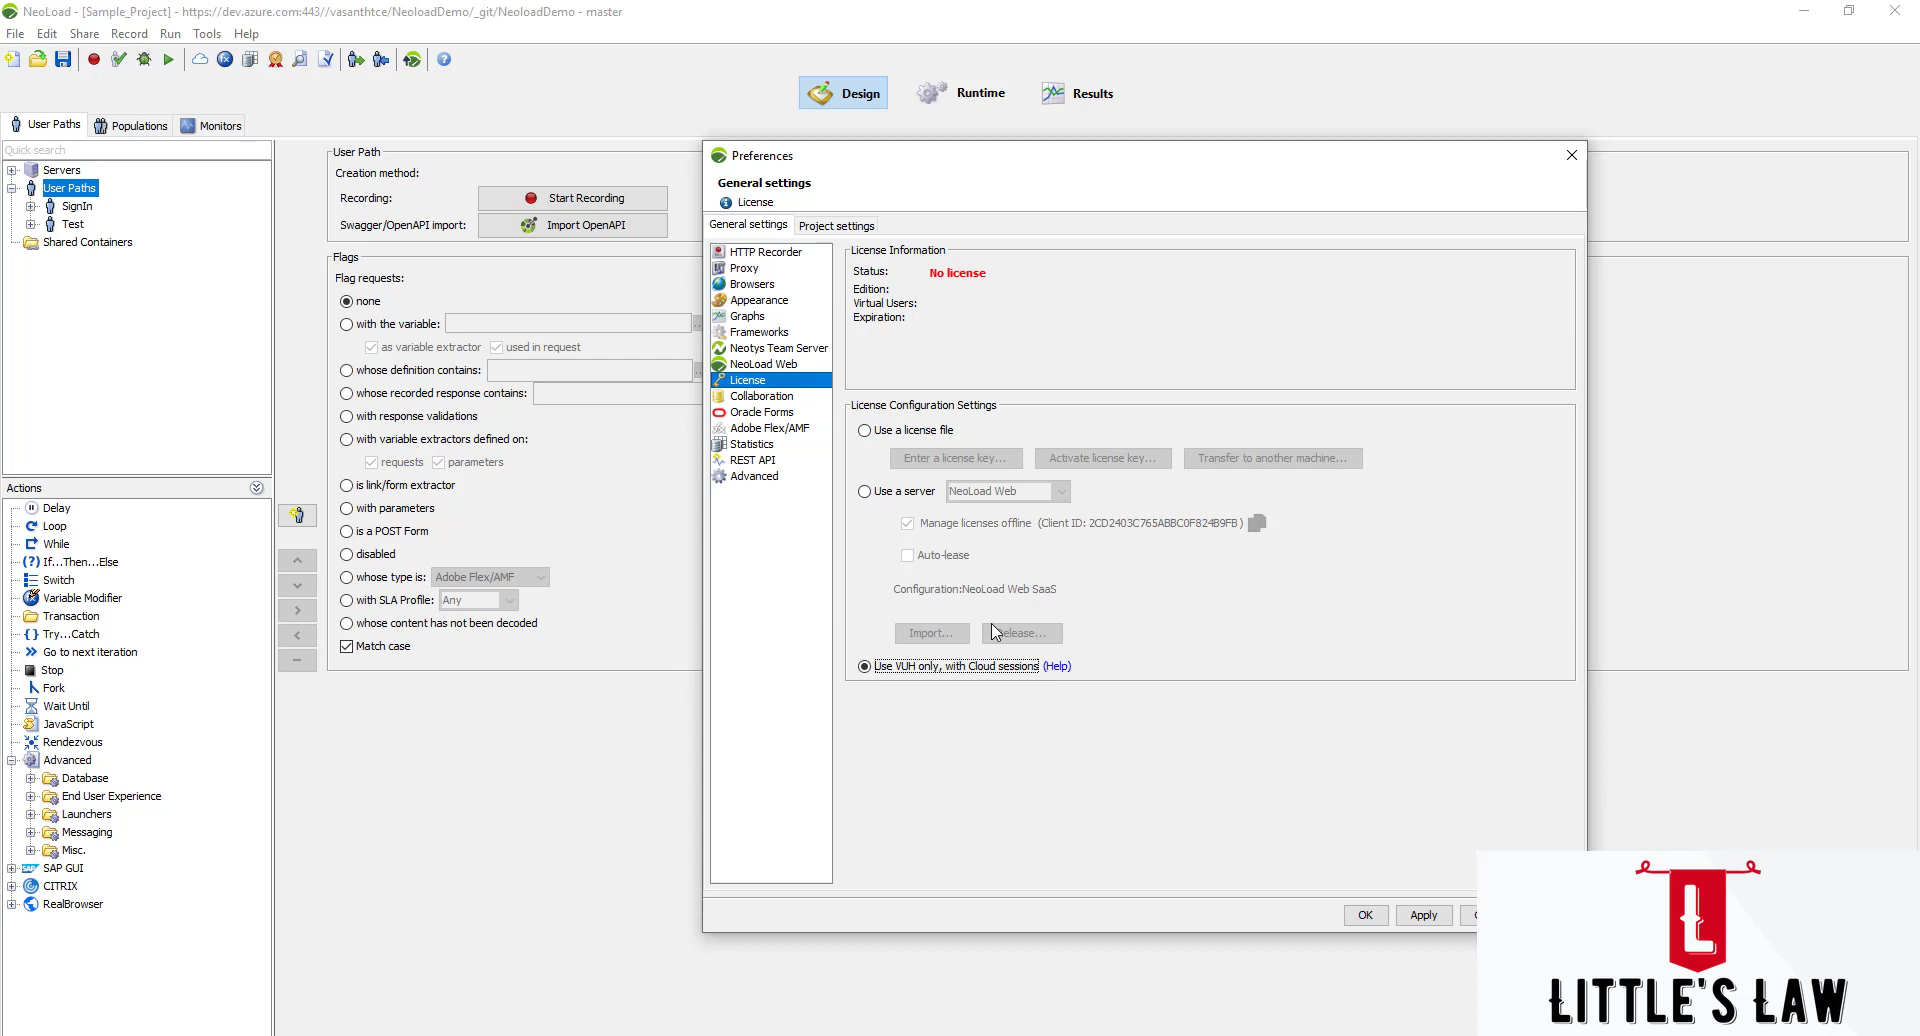 NeoLoad - [Sample_Project] - https://dev.azure.com:443//vasanthtce/NeoloadDemo/_git/NeoloadDemo - master
File Edit Share Record Run Tools Help
Design Runtime Results
User Paths Populations Monitors
Quick search
Servers
User Paths
SignIn
Test
Shared Containers
Actions
Delay
Loop
While
If...Then...Else
Switch
Variable Modifier
Transaction
Try...Catch
Go to next iteration
Stop
Fork
Wait Until
JavaScript
Rendezvous
Advanced
Database
End User Experience
Launchers
Messaging
Misc.
SAP GUI
CITRIX
RealBrowser
User Path
Creation method:
Recording: Start Recording
Swagger/OpenAPI import: Import OpenAPI
Flags
Flag requests:
none
with the variable:
as variable extractor used in request
whose definition contains:
whose recorded response contains:
with response validations
with variable extractors defined on:
requests parameters
is link/form extractor
with parameters
is a POST Form
disabled
whose type is: Adobe Flex/AMF
with SLA Profile: Any
whose content has not been decoded
Match case
Preferences
General settings
License
General settings Project settings
HTTP Recorder
Proxy
Browsers
Appearance
Graphs
Frameworks
Neotys Team Server
NeoLoad Web
License
Collaboration
Oracle Forms
Adobe Flex/AMF
Statistics
REST API
Advanced
License Information
Status: No license
Edition:
Virtual Users:
Expiration:
License Configuration Settings
Use a license file
Enter a license key... Activate license key... Transfer to another machine...
Use a server NeoLoad Web
Manage licenses offline (Client ID: 2CD2403C765ABBC0F824B9FB )
Auto-lease
Configuration:NeoLoad Web SaaS
Import... elease...
Use VUH only, with Cloud sessions (Help)
OK Apply
L
LITTLE'S LAW